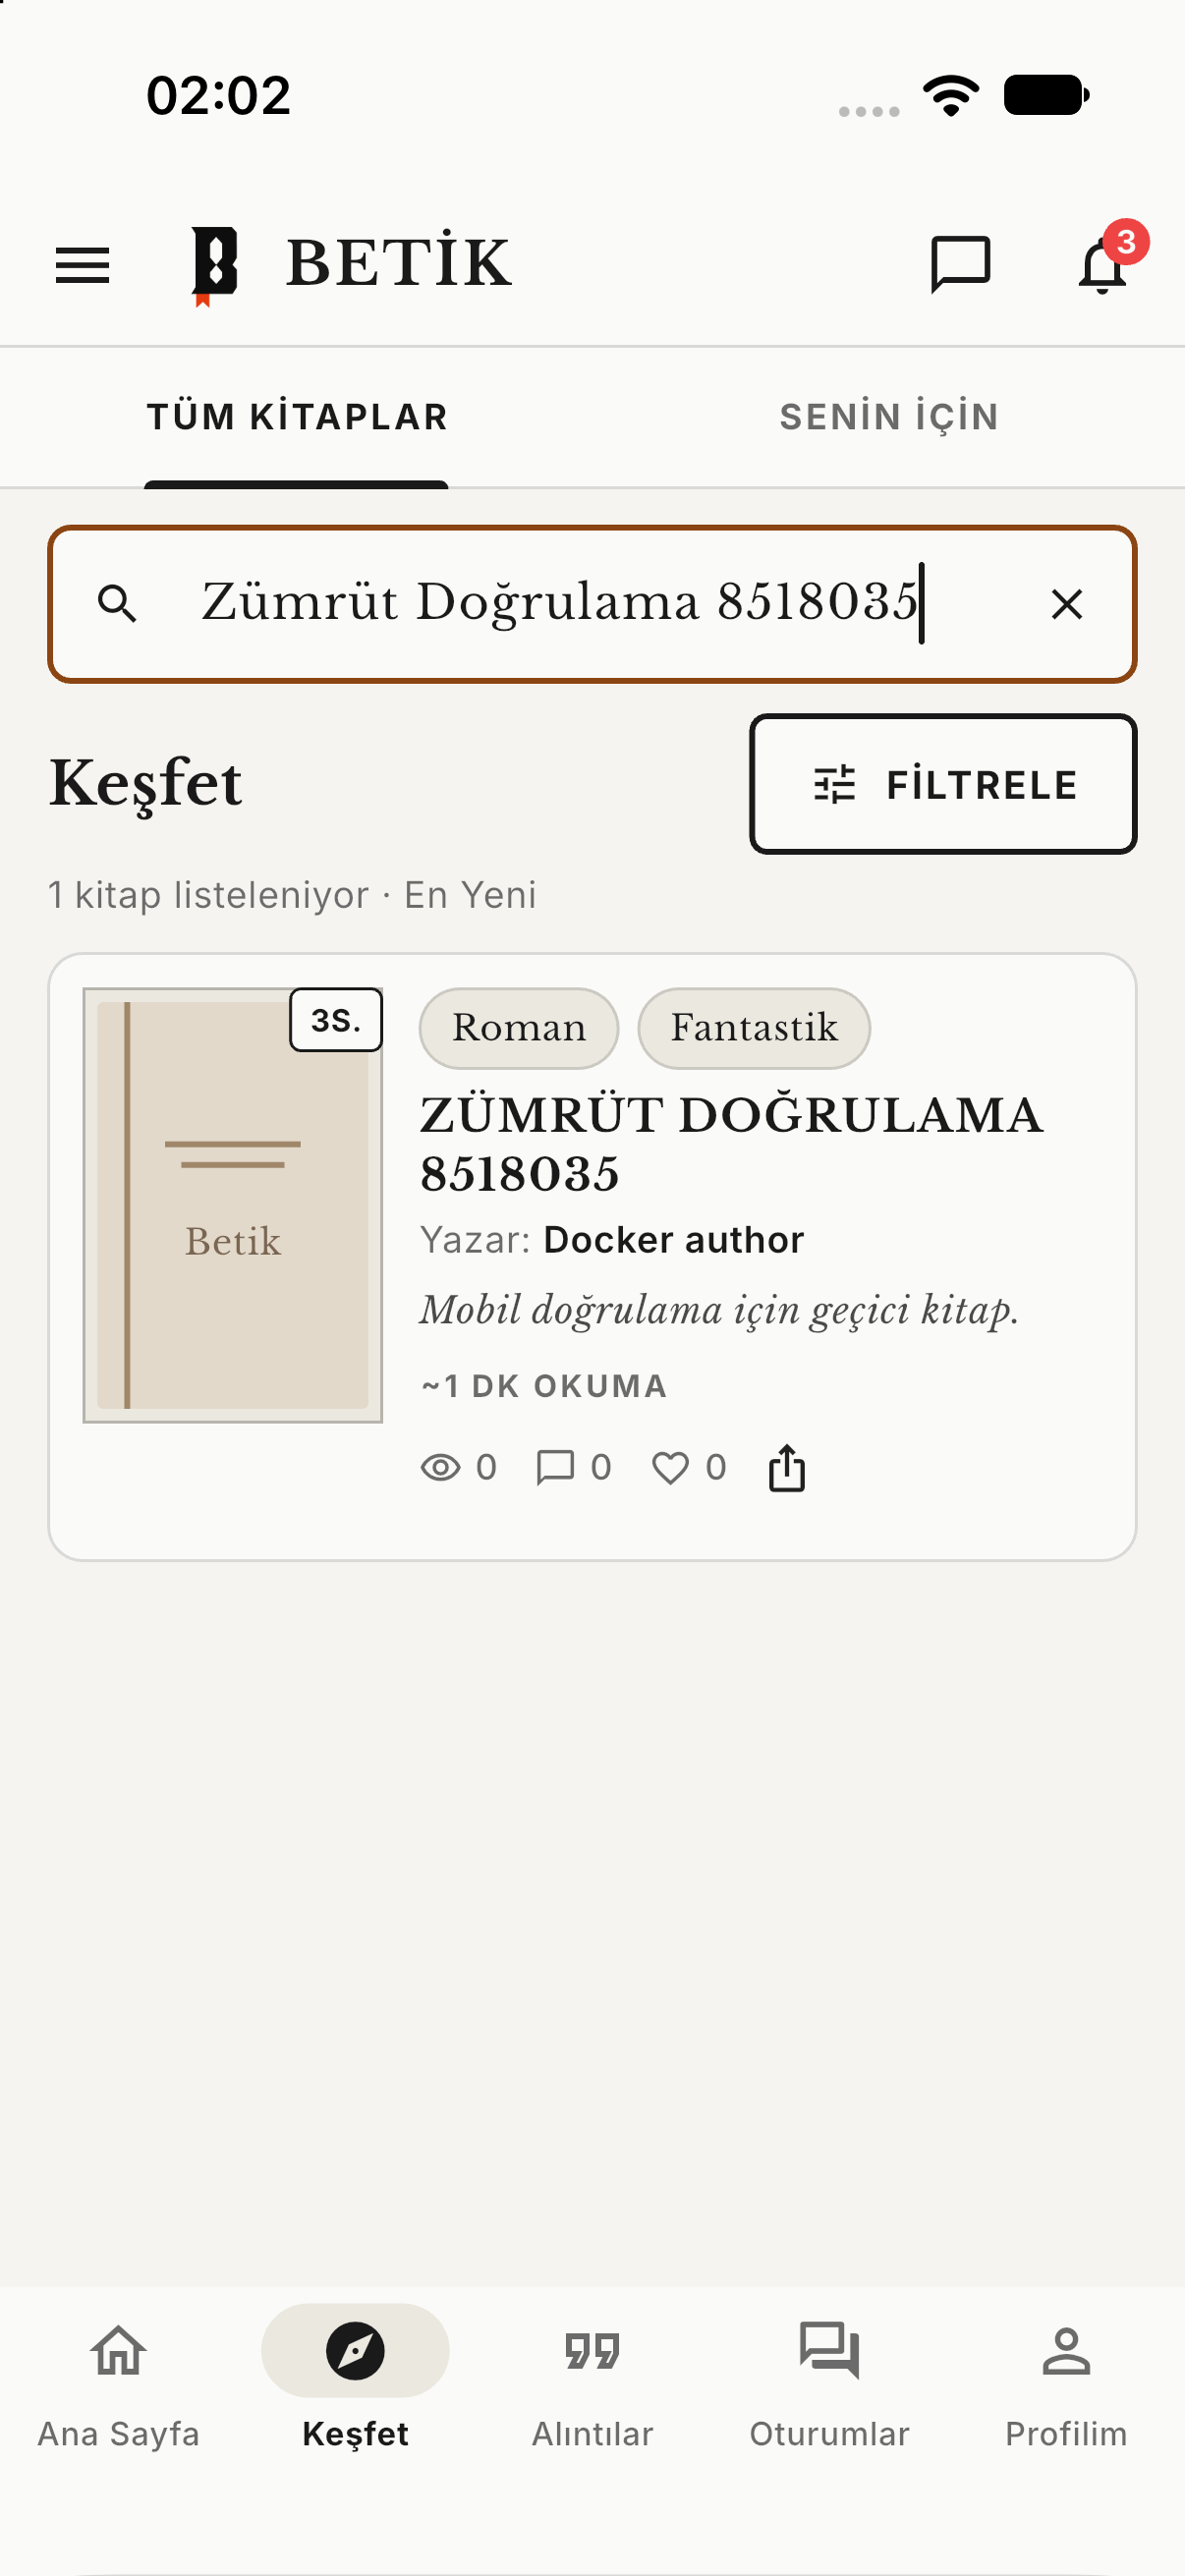 02:02
BETİK
3
TÜM KİTAPLAR
SENİN İÇİN
Zümrüt Doğrulama 8518035
Keşfet
FİLTRELE
1 kitap listeleniyor · En Yeni
3S.
Betik
Roman
Fantastik
ZÜMRÜT DOĞRULAMA
8518035
Yazar: Docker author
Mobil doğrulama için geçici kitap.
~1 DK OKUMA
0
0
0
Ana Sayfa
Keşfet
Alıntılar
Oturumlar
Profilim